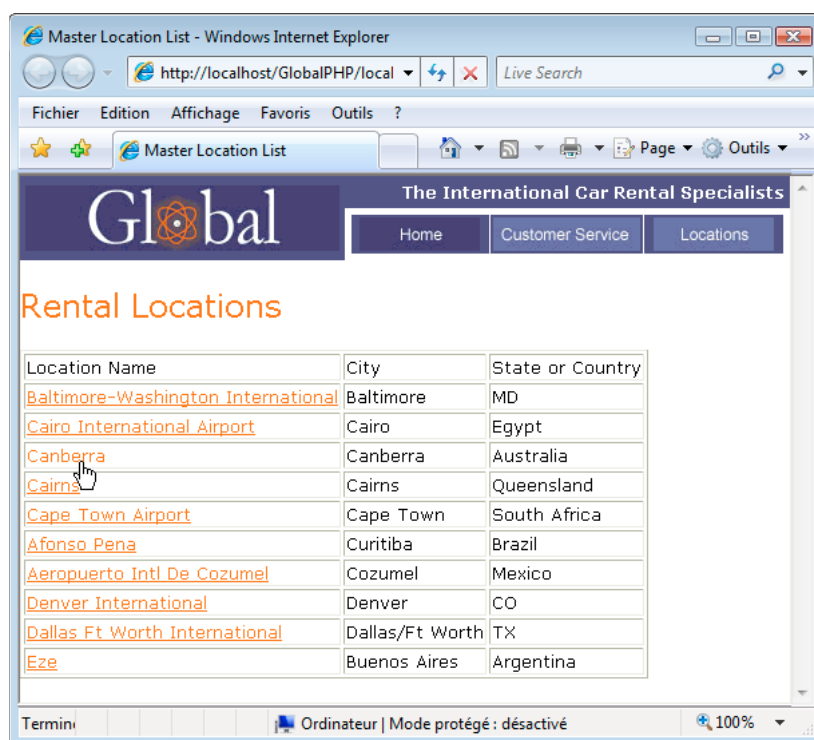 Master Location List - Windows Internet Explorer
http://localhost/GlobalPHP/local
Live Search
Fichier Edition Affichage Favoris Outils ?
Master Location List
Page Outils »
Global
The International Car Rental Specialists
Home Customer Service Locations
Rental Locations
Location Name City State or Country
Baltimore-Washington International Baltimore MD
Cairo International Airport Cairo Egypt
Canberra Canberra Australia
Cairns Cairns Queensland
Cape Town Airport Cape Town South Africa
Afonso Pena Curitiba Brazil
Aeropuerto Intl De Cozumel Cozumel Mexico
Denver International Denver CO
Dallas Ft Worth International Dallas/Ft Worth TX
Eze Buenos Aires Argentina
Ordinateur | Mode protégé : désactivé 100%